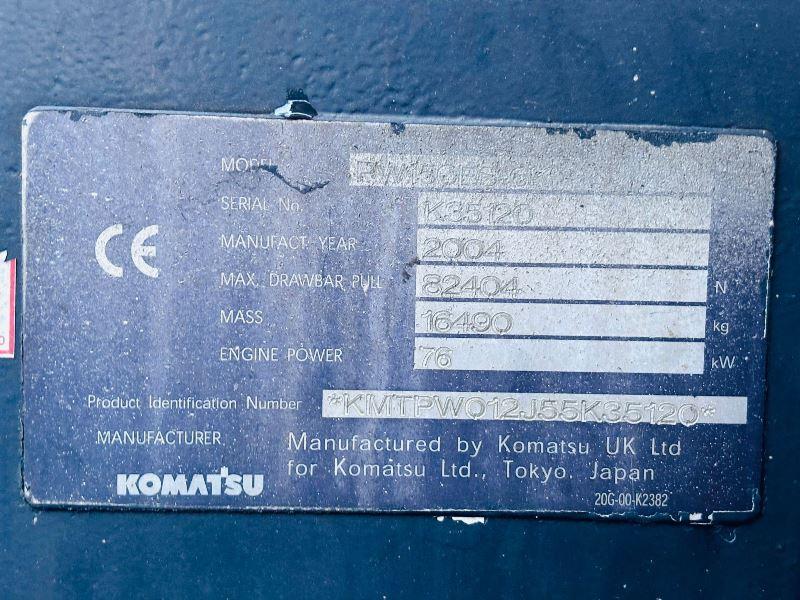 MODEL PW150ES-6
CE SERIAL No. K35120
MANUFACT YEAR 2004
MAX. DRAWBAR PULL 82404 N
MASS 16490 kg
ENGINE POWER 76 kW
Product Identification Number *KMTPW012J55K35120*
MANUFACTURER Manufactured by Komatsu UK Ltd
for Komatsu Ltd., Tokyo. Japan
KOMATSU
20G-00-K2382